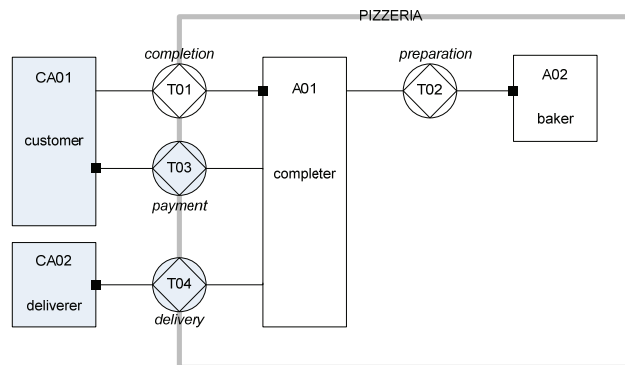 PIZZERIA
completion
preparation
CA01
T01
A01
T02
A02
baker
customer
T03
completer
payment
CA02
T04
deliverer
delivery